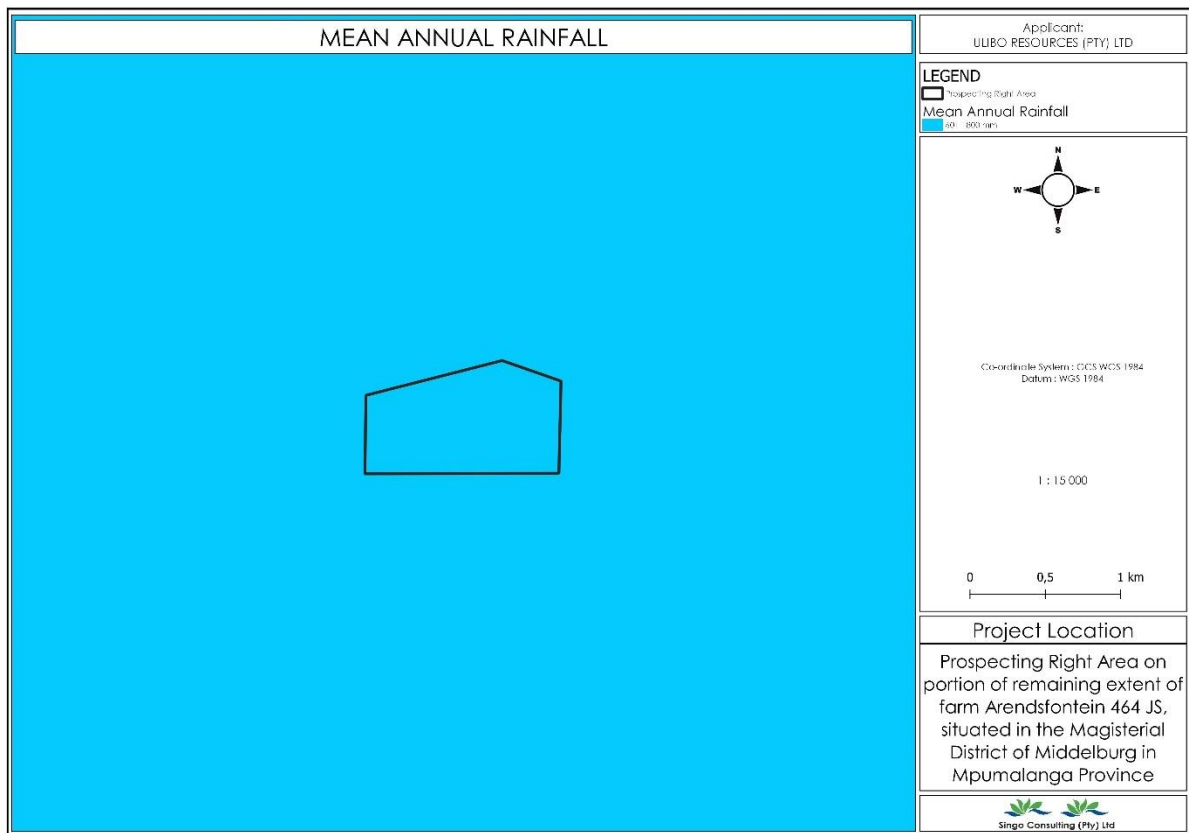 MEAN ANNUAL RAINFALL
Applicant:
ULIBO RESOURCES (PTY) LTD
LEGEND
Prospecting Right Area
Mean Annual Rainfall
800 mm
N
W E
S
Co-ordinate System : GCS WGS 1984
Datum : WGS 1984
1 : 15 000
0 0,5 1 km
Project Location
Prospecting Right Area on
portion of remaining extent of
farm Arendsfontein 464 JS,
situated in the Magisterial
District of Middelburg in
Mpumalanga Province
Singo Consulting (Pty) Ltd